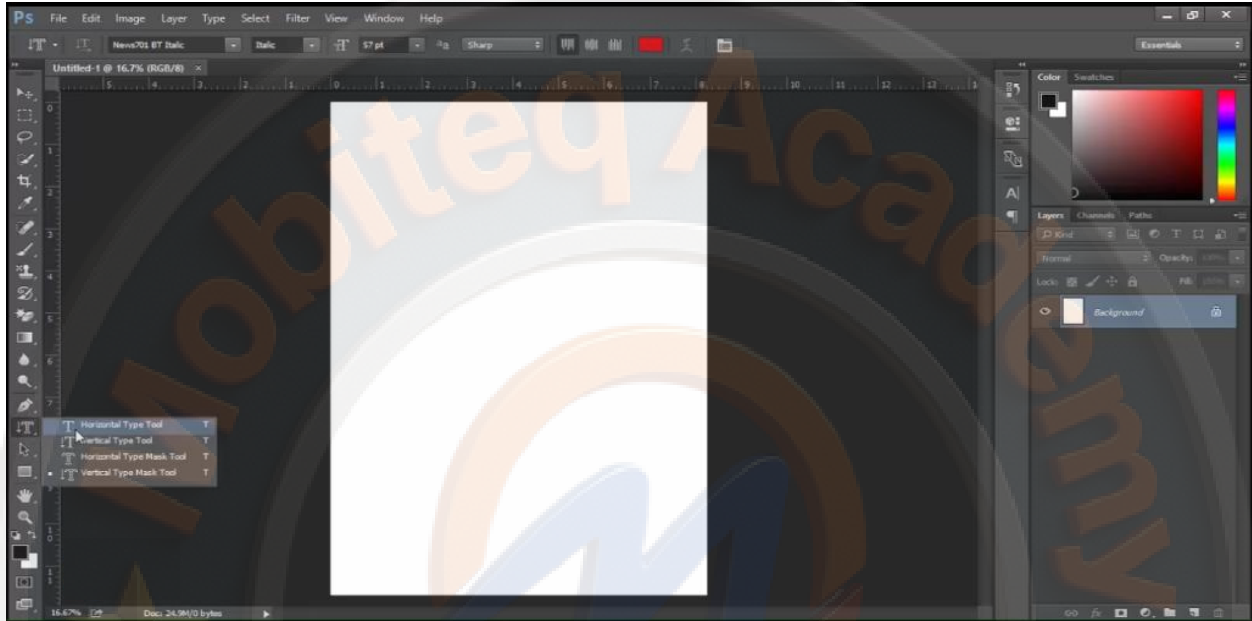 Ps File Edit Image Layer Type Select Filter View Window Help
News701 BT Italic Italic 57 pt Sharp Essentials
Untitled-1 @ 16.7% (RGB/8) ×
Color Swatches
Layers Channels Paths
Kind
Normal Opacity:
Lock: Fill:
Background
Horizontal Type Tool T
Vertical Type Tool T
Horizontal Type Mask Tool T
Vertical Type Mask Tool T
16.67% Doc: 24.9M/0 bytes
Mobiteq Academy